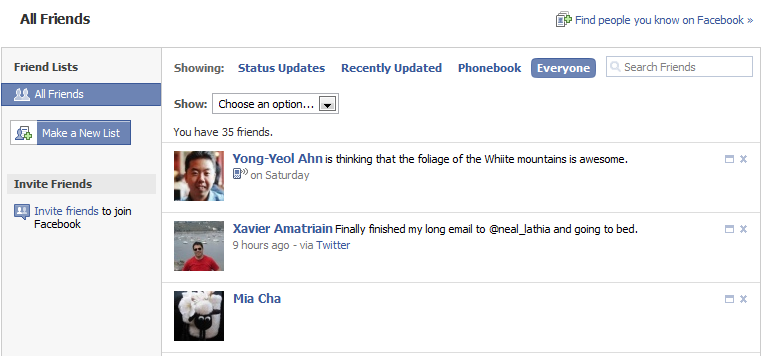 All Friends
Find people you know on Facebook »
Friend Lists
All Friends
Make a New List
Invite Friends
Invite friends to join
Facebook
Showing: Status Updates Recently Updated Phonebook Everyone Search Friends
Show: Choose an option...
You have 35 friends.
Yong-Yeol Ahn is thinking that the foliage of the Whiite mountains is awesome.
on Saturday
Xavier Amatriain Finally finished my long email to @neal_lathia and going to bed.
9 hours ago - via Twitter
Mia Cha